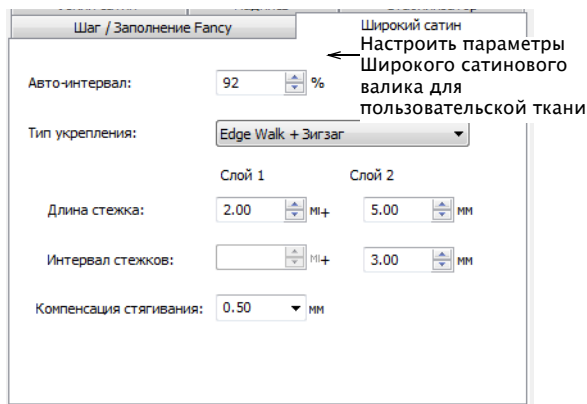 Шаг / Заполнение Fancy
Широкий сатин
Настроить параметры
Широкого сатинового
валика для
пользовательской ткани
Авто-интервал: 92 %
Тип укрепления: Edge Walk + Зигзаг
Слой 1 Слой 2
Длина стежка: 2.00 + 5.00 мм
Интервал стежков: + 3.00 мм
Компенсация стягивания: 0.50 мм